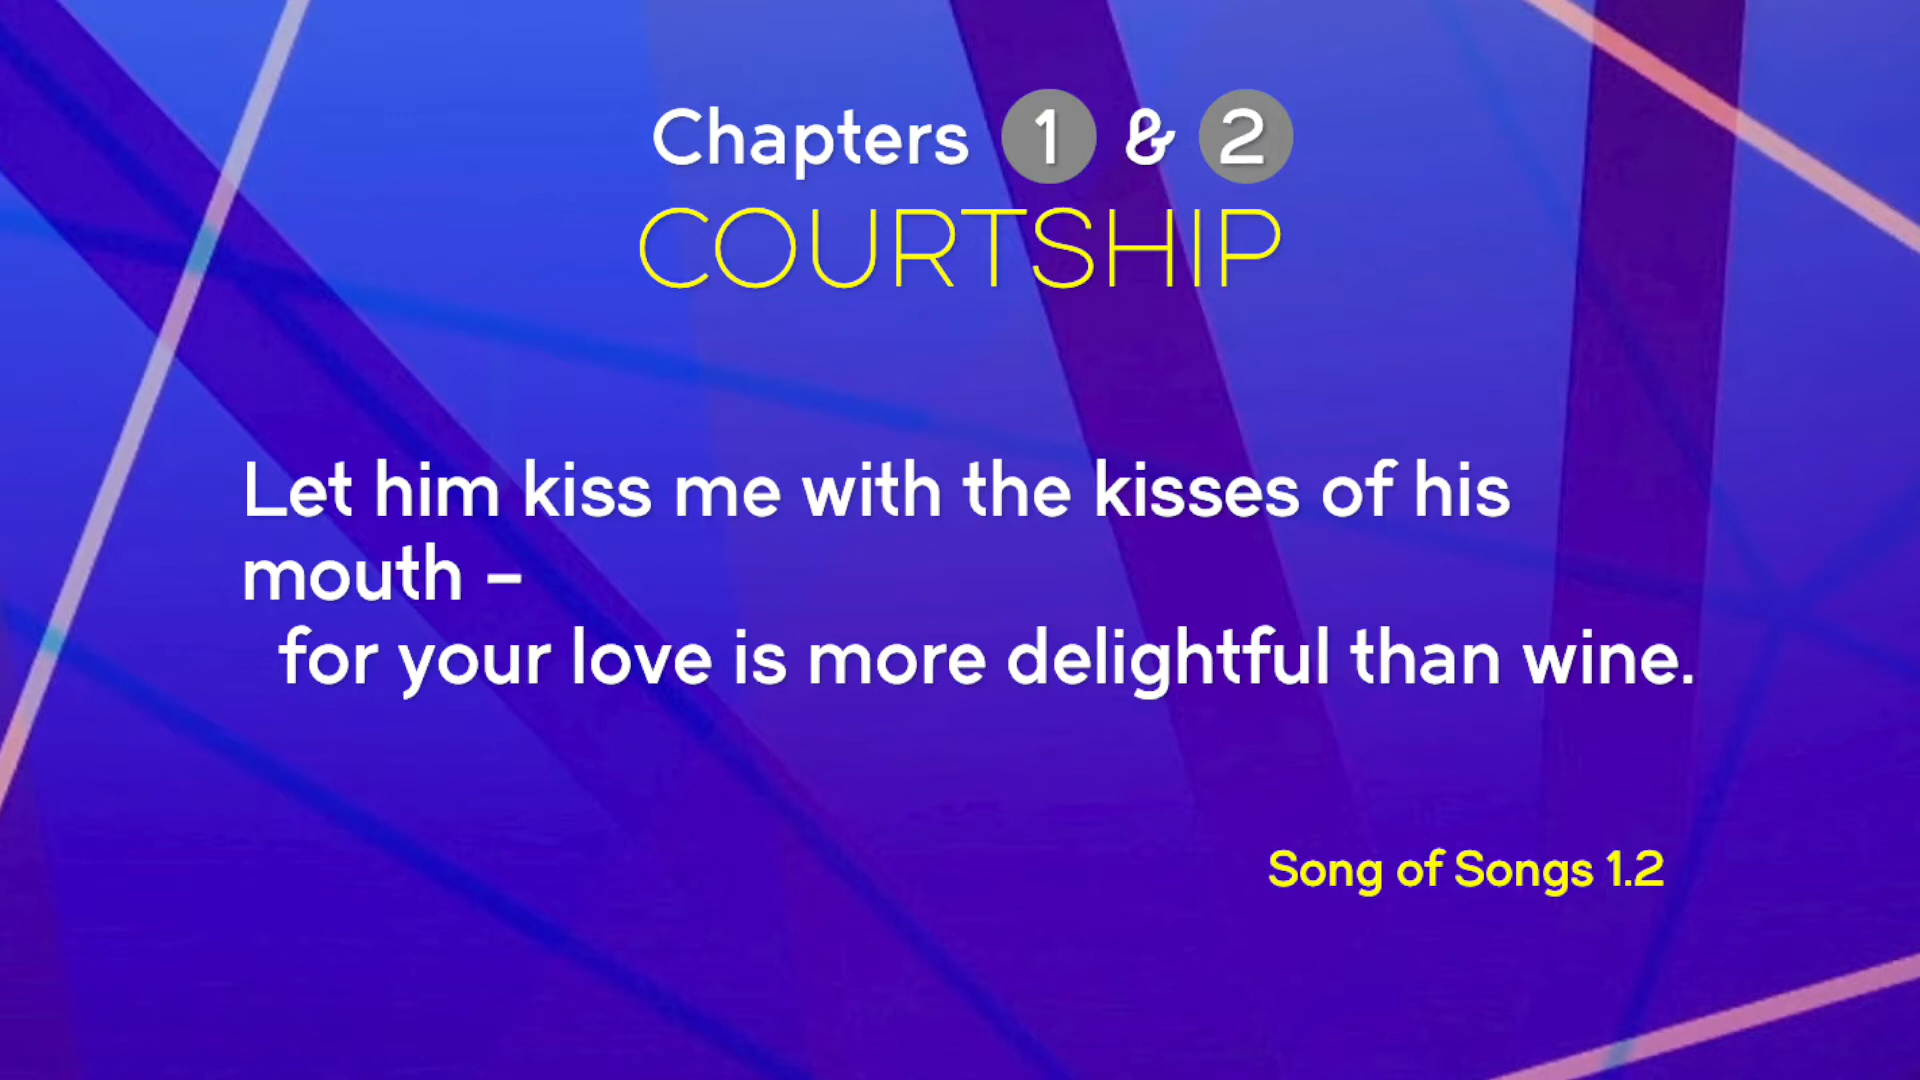 Chapters 1 & 2
COURTSHIP
Let him kiss me with the kisses of his
mouth –
for your love is more delightful than wine.
Song of Songs 1.2